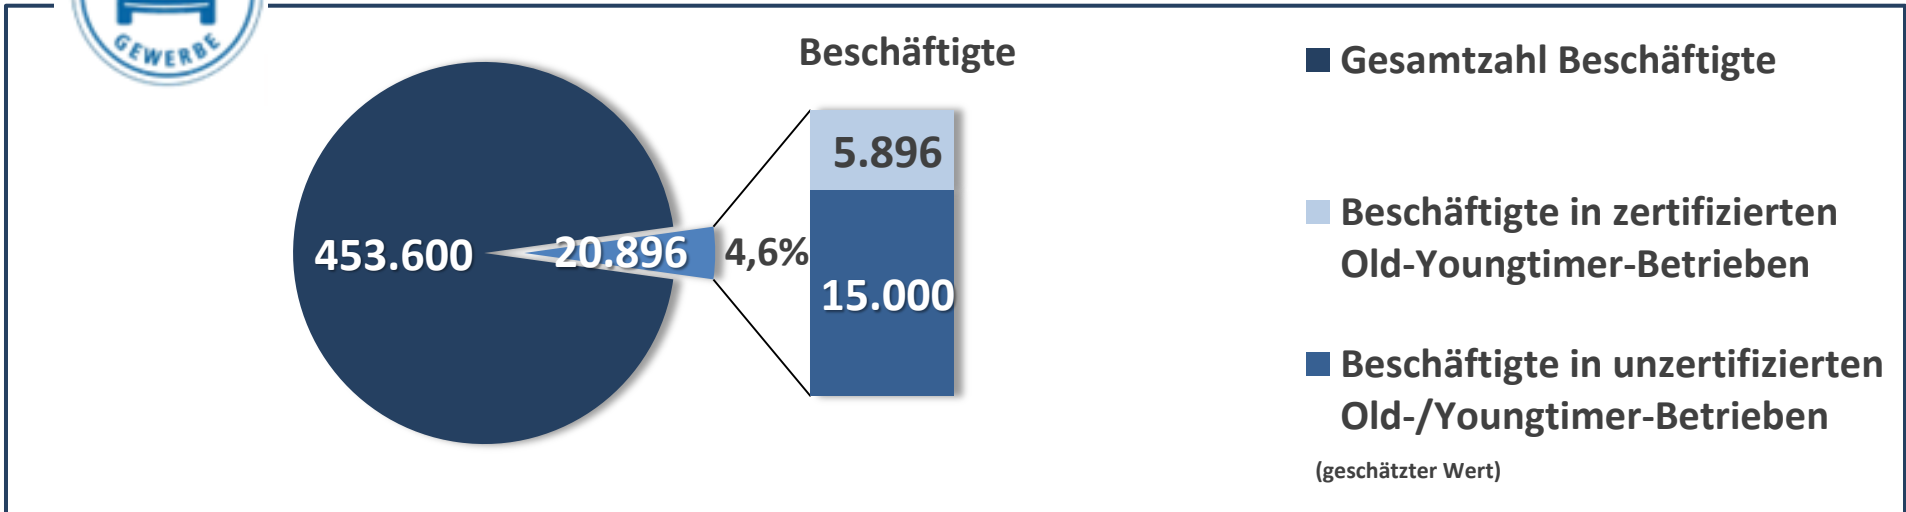 GEWERBE
Beschäftigte
453.600
20.896
4,6%
5.896
15.000
Gesamtzahl Beschäftigte
Beschäftigte in zertifizierten
Old-Youngtimer-Betrieben
Beschäftigte in unzertifizierten
Old-/Youngtimer-Betrieben
(geschätzter Wert)